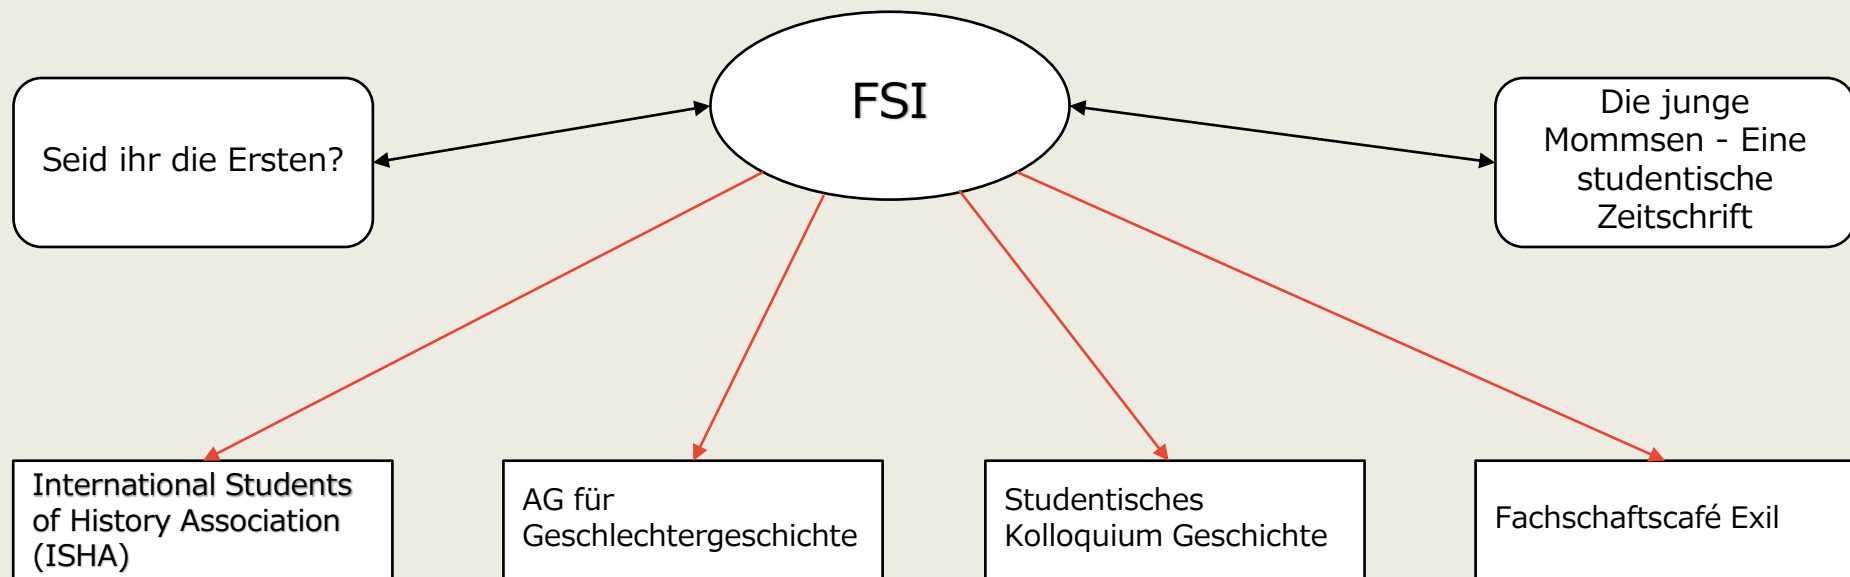 FSI
Seid ihr die Ersten?
Die junge
Mommsen - Eine
studentische
Zeitschrift
International Students
of History Association
(ISHA)
AG für
Geschlechtergeschichte
Studentisches
Kolloquium Geschichte
Fachschaftscafé Exil